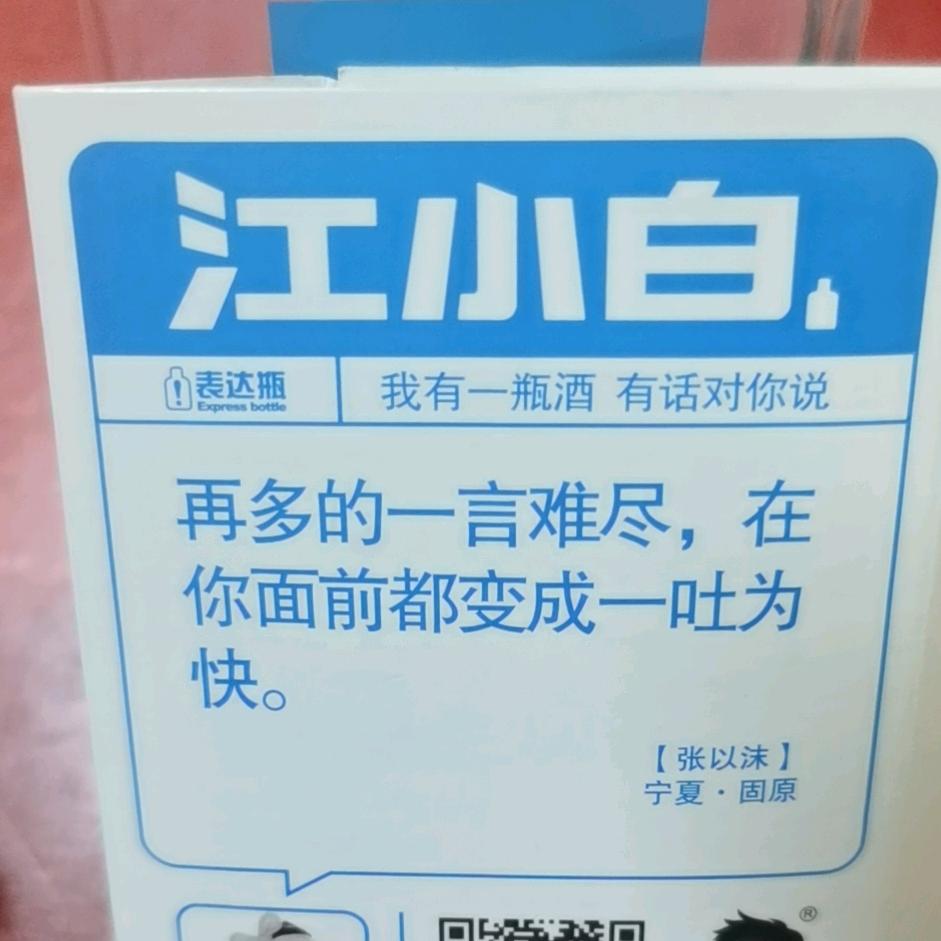 江小白
表达瓶
Express bottle
我有一瓶酒 有话对你说
再多的一言难尽，在
你面前都变成一吐为
快。
【张以沫】
宁夏·固原
®